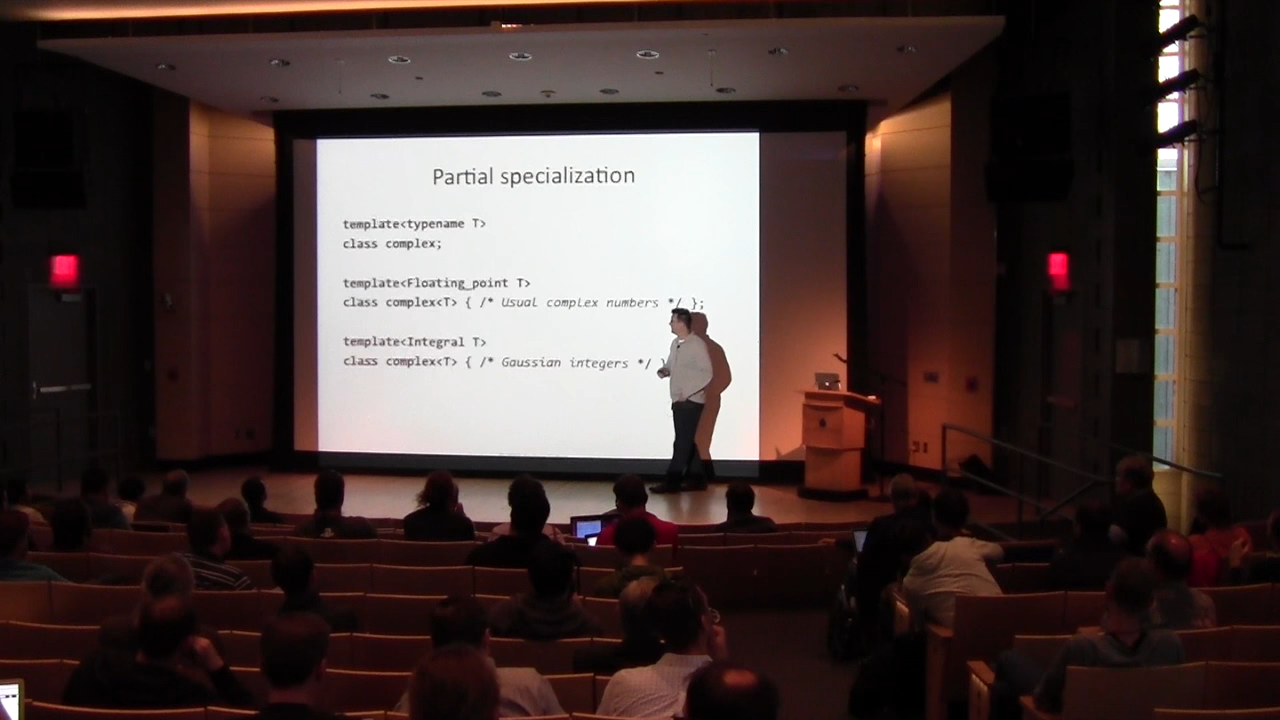 Partial specialization
template<typename T>
class complex;
template<Floating_point T>
class complex<T> { /* Usual complex numbers */ };
template<Integral T>
class complex<T> { /* Gaussian integers */ }